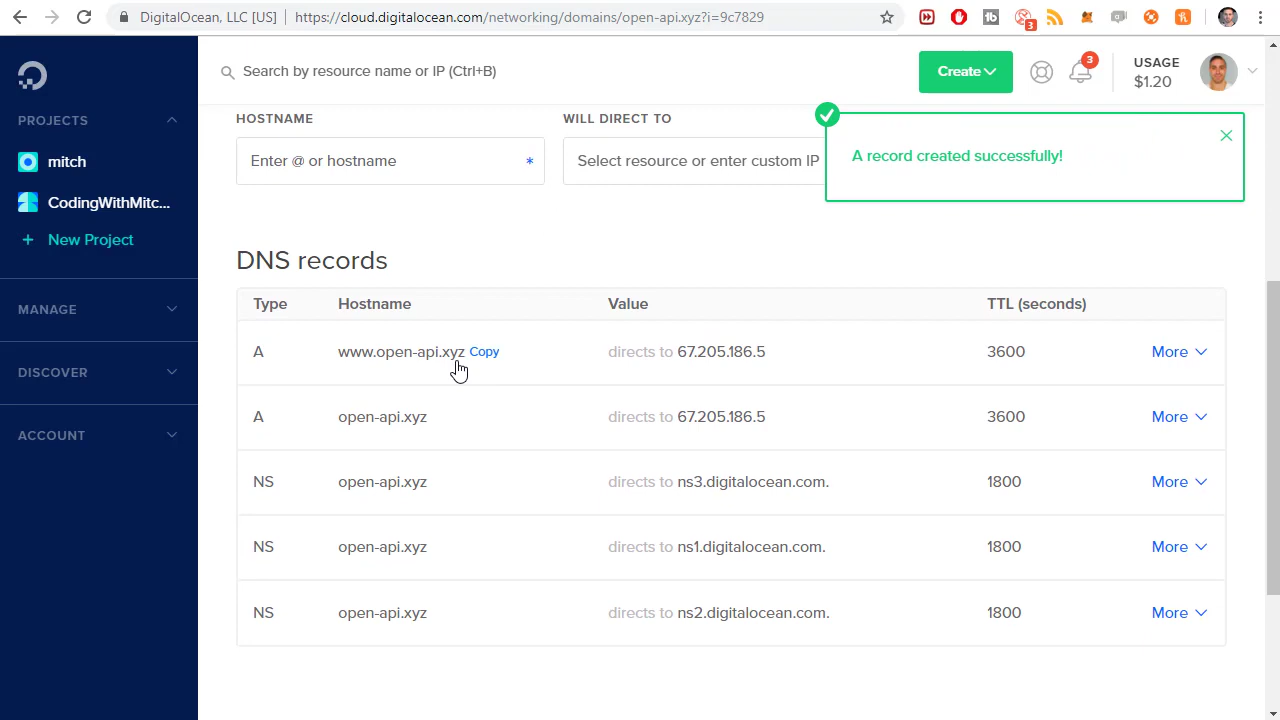 DigitalOcean, LLC [US] | https://cloud.digitalocean.com/networking/domains/open-api.xyz?i=9c7829
3
PROJECTS
mitch
CodingWithMitc...
+ New Project
MANAGE
DISCOVER
ACCOUNT
Search by resource name or IP (Ctrl+B)
Create
3
USAGE
$1.20
HOSTNAME
WILL DIRECT TO
Enter @ or hostname *
Select resource or enter custom IP
A record created successfully!
DNS records
Type Hostname Value TTL (seconds)
A www.open-api.xyz Copy directs to 67.205.186.5 3600 More
A open-api.xyz directs to 67.205.186.5 3600 More
NS open-api.xyz directs to ns3.digitalocean.com. 1800 More
NS open-api.xyz directs to ns1.digitalocean.com. 1800 More
NS open-api.xyz directs to ns2.digitalocean.com. 1800 More